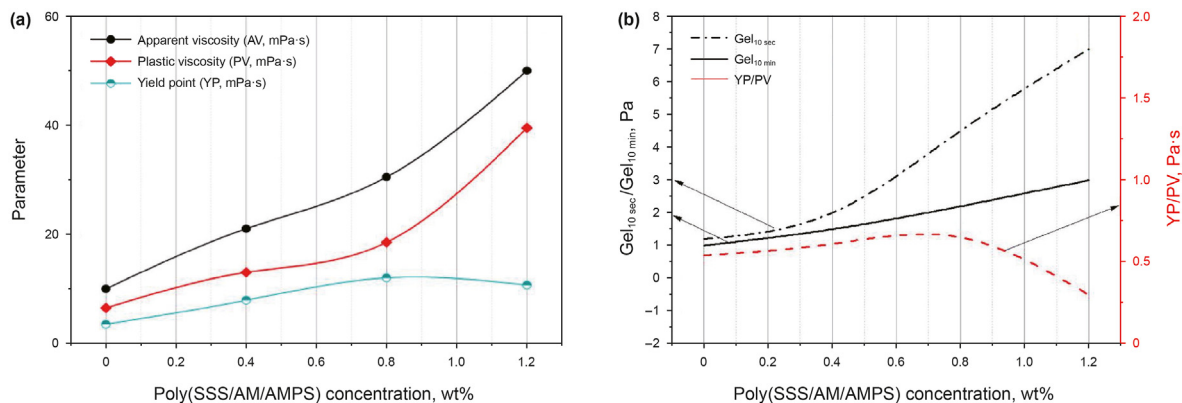 (a)
60
40
20
0
Parameter
Apparent viscosity (AV, mPa·s)
Plastic viscosity (PV, mPa·s)
Yield point (YP, mPa·s)
0 0.2 0.4 0.6 0.8 1.0 1.2
Poly(SSS/AM/AMPS) concentration, wt%
(b)
8
7
6
5
4
3
2
1
0
–1
–2
Gel10 sec/Gel10 min, Pa
Gel10 sec
Gel10 min
YP/PV
2.0
1.5
1.0
0.5
0
YP/PV, Pa·s
0 0.2 0.4 0.6 0.8 1.0 1.2
Poly(SSS/AM/AMPS) concentration, wt%